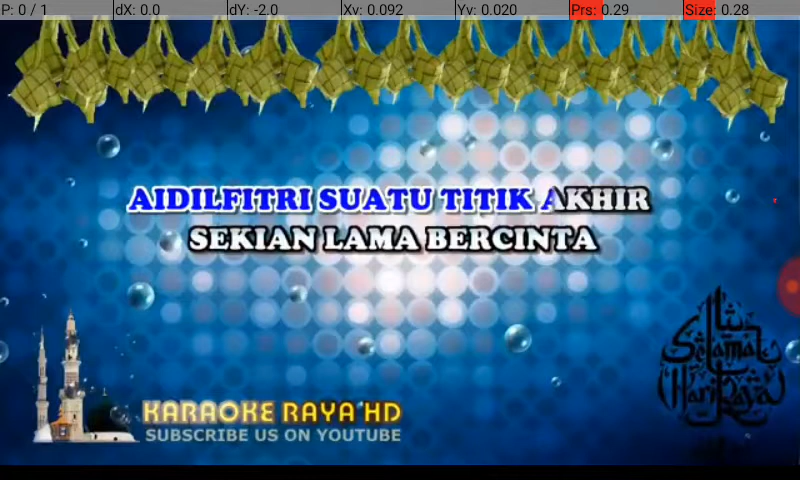 P: 0 / 1 dX: 0.0 dY: -2.0 Xv: 0.092 Yv: 0.020 Prs: 0.29 Size: 0.28
AIDILFITRI SUATU TITIK AKHIR
SEKIAN LAMA BERCINTA
Selamat
Hari Raya
KARAOKE RAYA HD
SUBSCRIBE US ON YOUTUBE